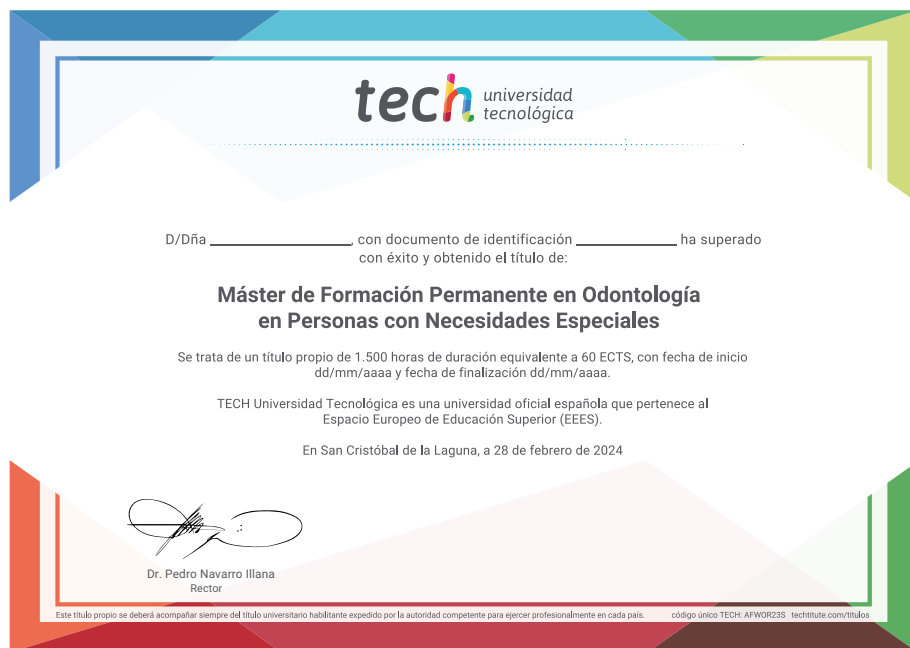 tech universidad
tecnológica
D/Dña ______________, con documento de identificación __________ ha superado
con éxito y obtenido el título de:
Máster de Formación Permanente en Odontología
en Personas con Necesidades Especiales
Se trata de un título propio de 1.500 horas de duración equivalente a 60 ECTS, con fecha de inicio
dd/mm/aaaa y fecha de finalización dd/mm/aaaa.
TECH Universidad Tecnológica es una universidad oficial española que pertenece al
Espacio Europeo de Educación Superior (EEES).
En San Cristóbal de la Laguna, a 28 de febrero de 2024
Dr. Pedro Navarro Illana
Rector
Este título propio se deberá acompañar siempre del título universitario habilitante expedido por la autoridad competente para ejercer profesionalmente en cada país. código único TECH: AFWOR23S techtitute.com/titulos